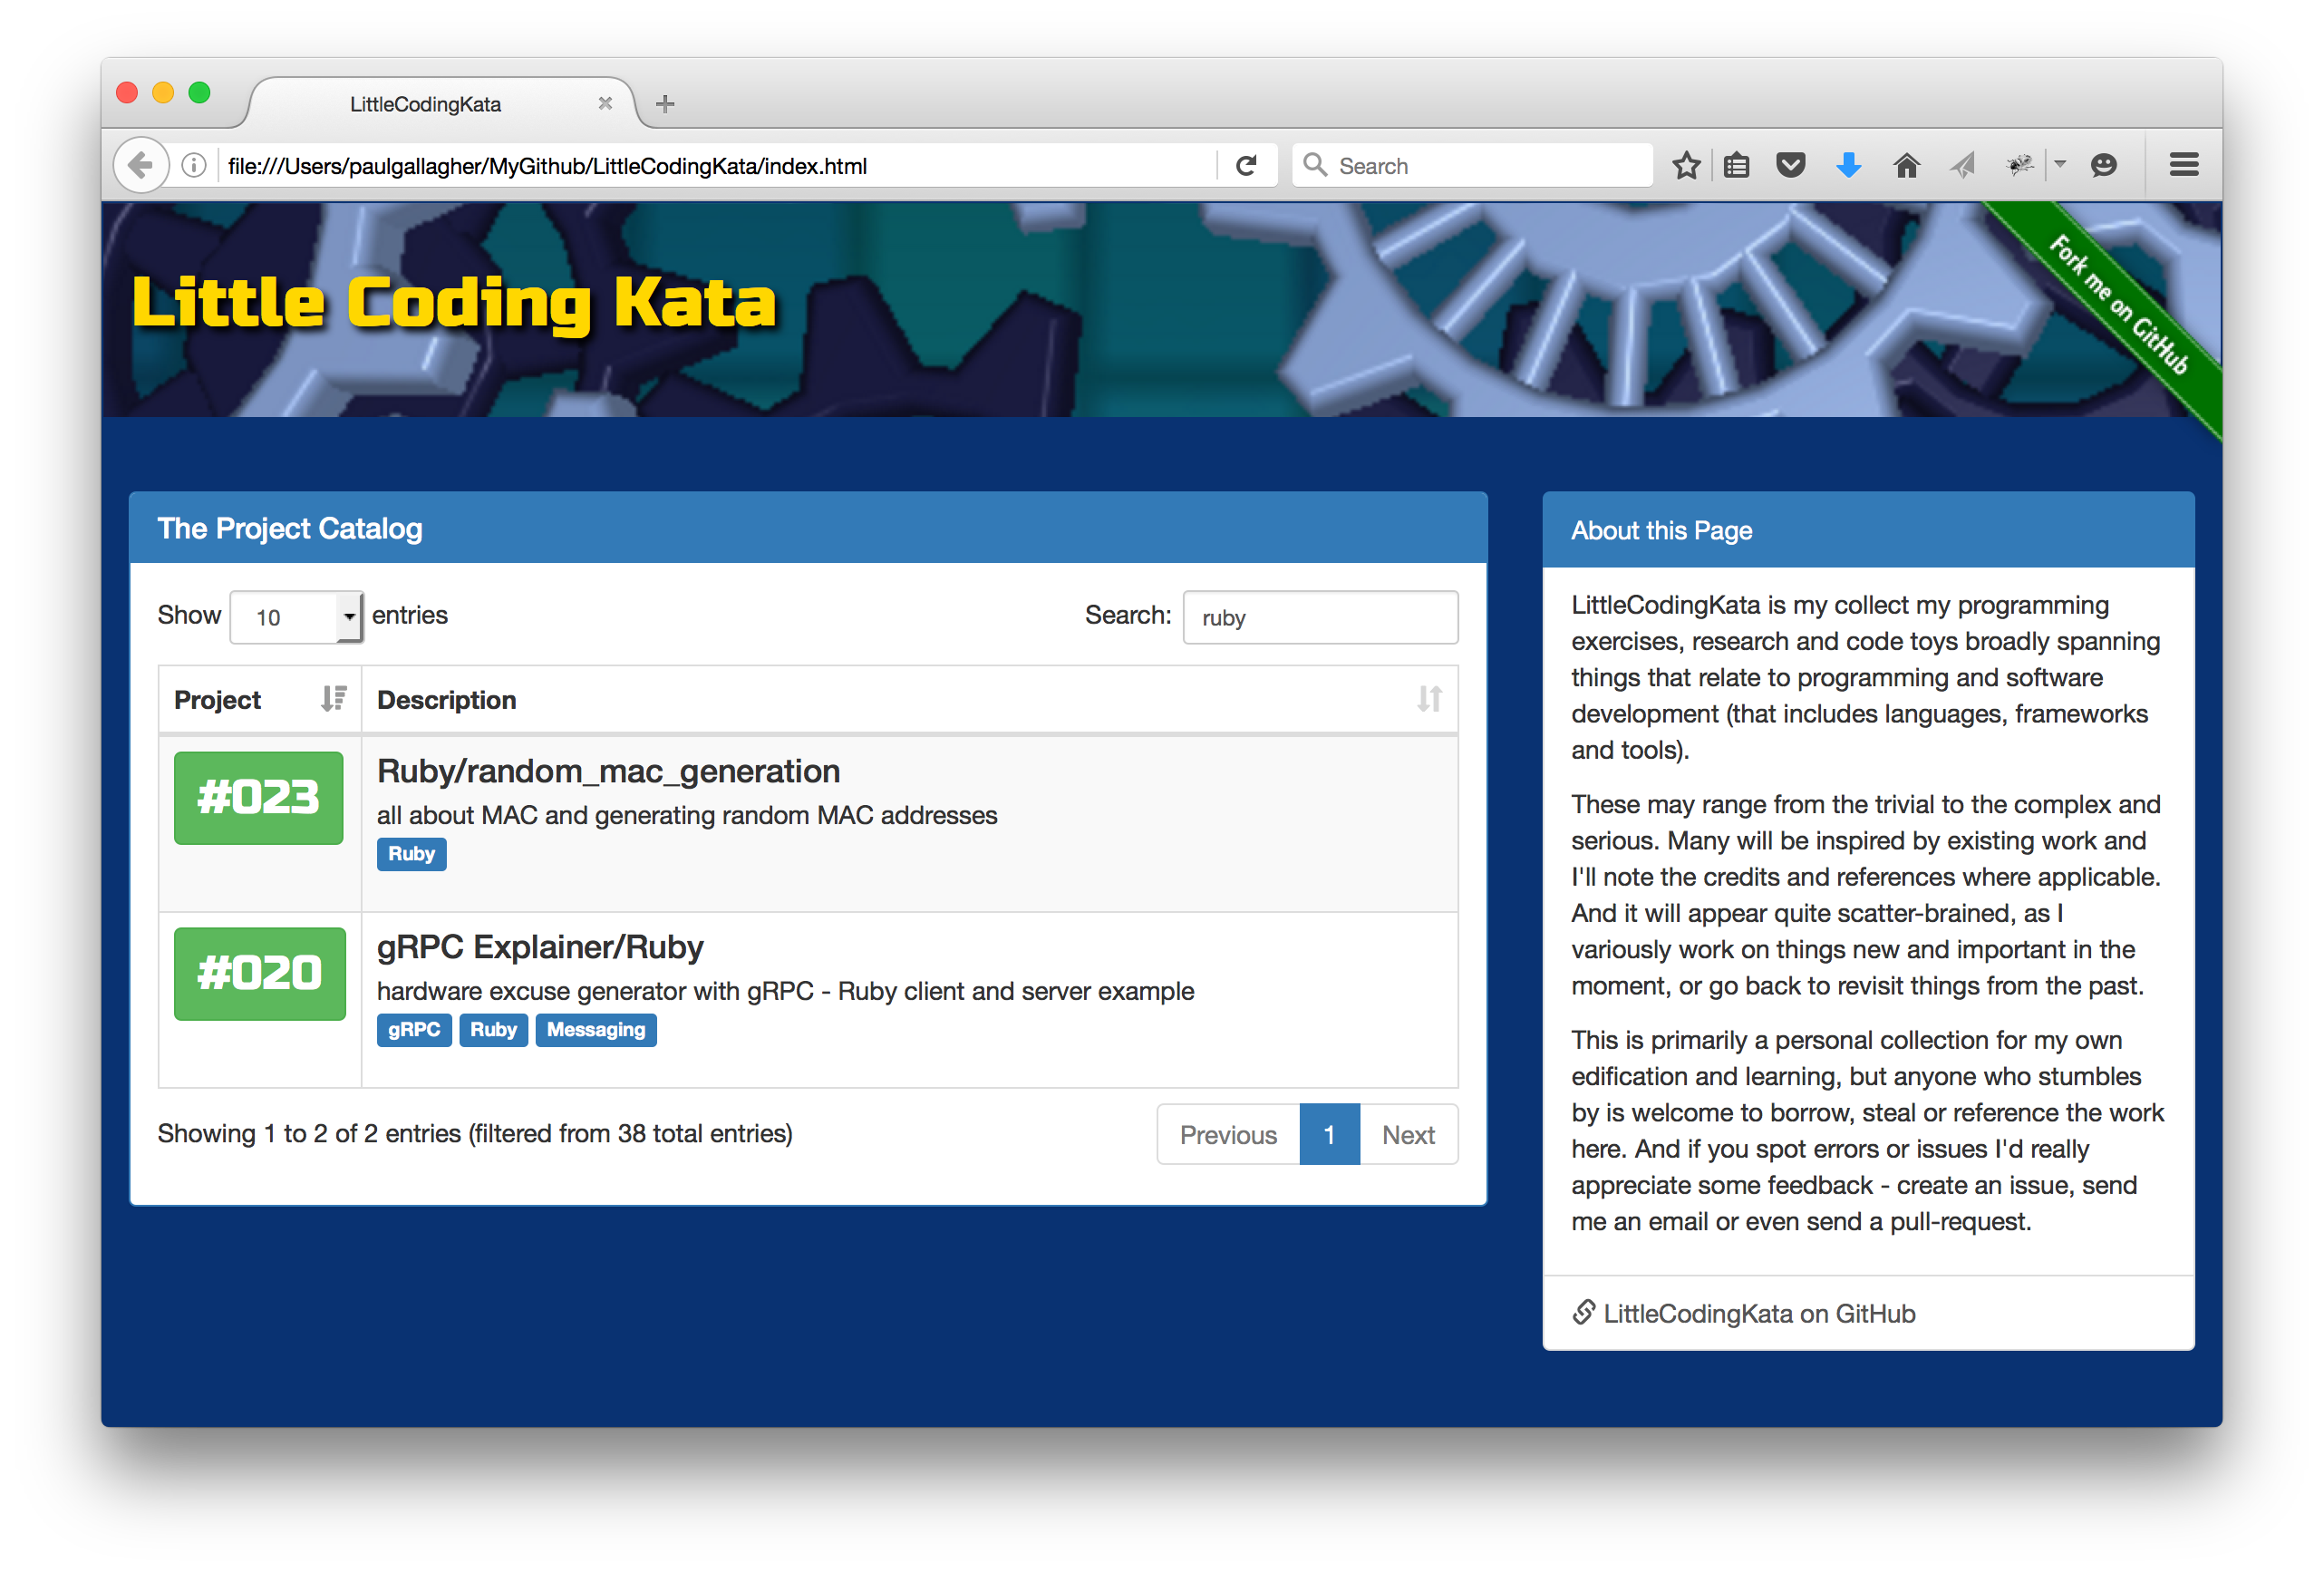 LittleCodingKata
file:///Users/paulgallagher/MyGithub/LittleCodingKata/index.html
Search
Little Coding Kata
Fork me on GitHub
The Project Catalog
Show 10 entries
Search: ruby
Project Description
#023
Ruby/random_mac_generation
all about MAC and generating random MAC addresses
Ruby
#020
gRPC Explainer/Ruby
hardware excuse generator with gRPC - Ruby client and server example
gRPC Ruby Messaging
Showing 1 to 2 of 2 entries (filtered from 38 total entries)
Previous 1 Next
About this Page
LittleCodingKata is my collect my programming
exercises, research and code toys broadly spanning
things that relate to programming and software
development (that includes languages, frameworks
and tools).
These may range from the trivial to the complex and
serious. Many will be inspired by existing work and
I'll note the credits and references where applicable.
And it will appear quite scatter-brained, as I
variously work on things new and important in the
moment, or go back to revisit things from the past.
This is primarily a personal collection for my own
edification and learning, but anyone who stumbles
by is welcome to borrow, steal or reference the work
here. And if you spot errors or issues I'd really
appreciate some feedback - create an issue, send
me an email or even send a pull-request.
LittleCodingKata on GitHub